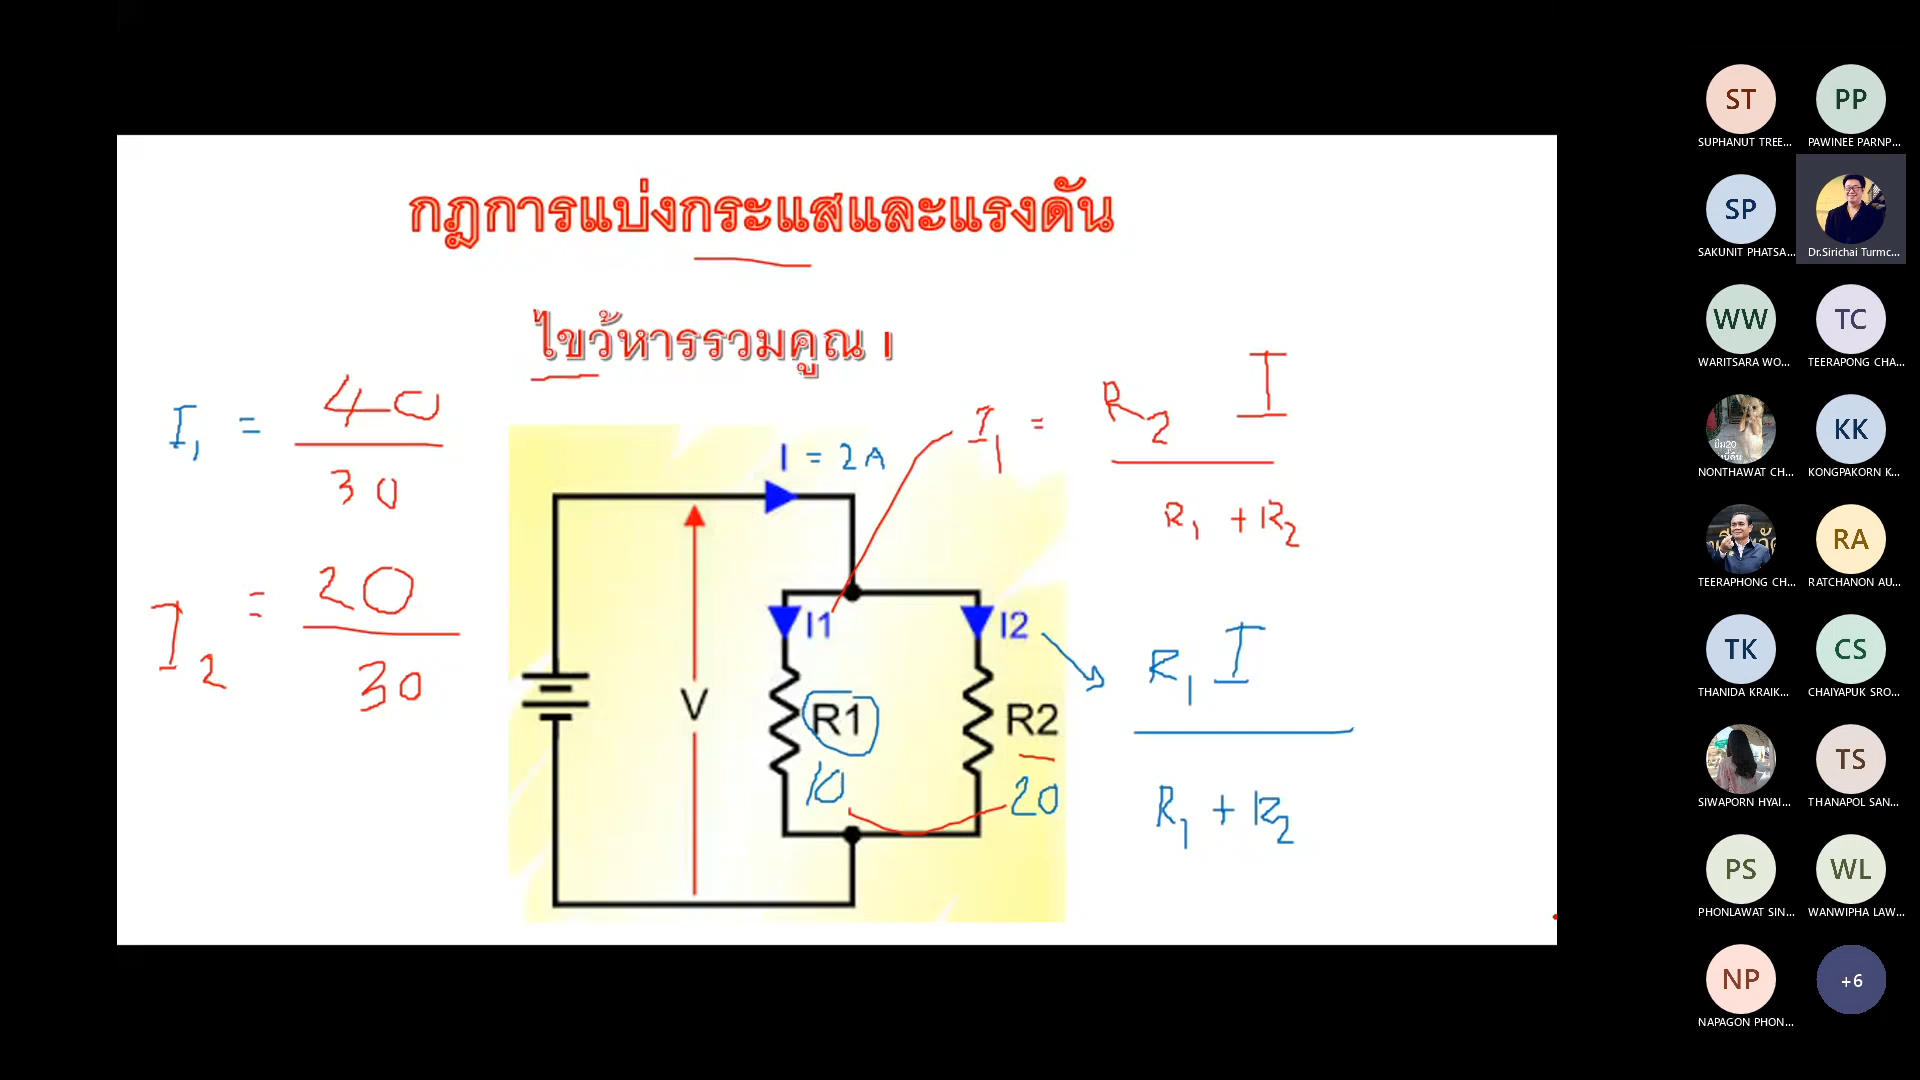 กฎการแบ่งกระแสและแรงดัน
ไขว้หารรวมคูณ I
I1 = 40
30
I2 = 20
30
I = 2A
I1 = R2 I
R1 + R2
I1
I2
R1 I
R1 + R2
V
R1
10
R2
20
ST
SUPHANUT TREE...
PP
PAWINEE PARNP...
SP
SAKUNIT PHATSA...
Dr.Sirichai Turmc...
WW
WARITSARA WO...
TC
TEERAPONG CHA...
NONTHAWAT CH...
KK
KONGPAKORN K...
TEERAPHONG CH...
RA
RATCHANON AU...
TK
THANIDA KRAIK...
CS
CHAIYAPUK SRO...
SIWAPORN HYAI...
TS
THANAPOL SAN...
PS
PHONLAWAT SIN...
WL
WANWIPHA LAW...
NP
NAPAGON PHON...
+6